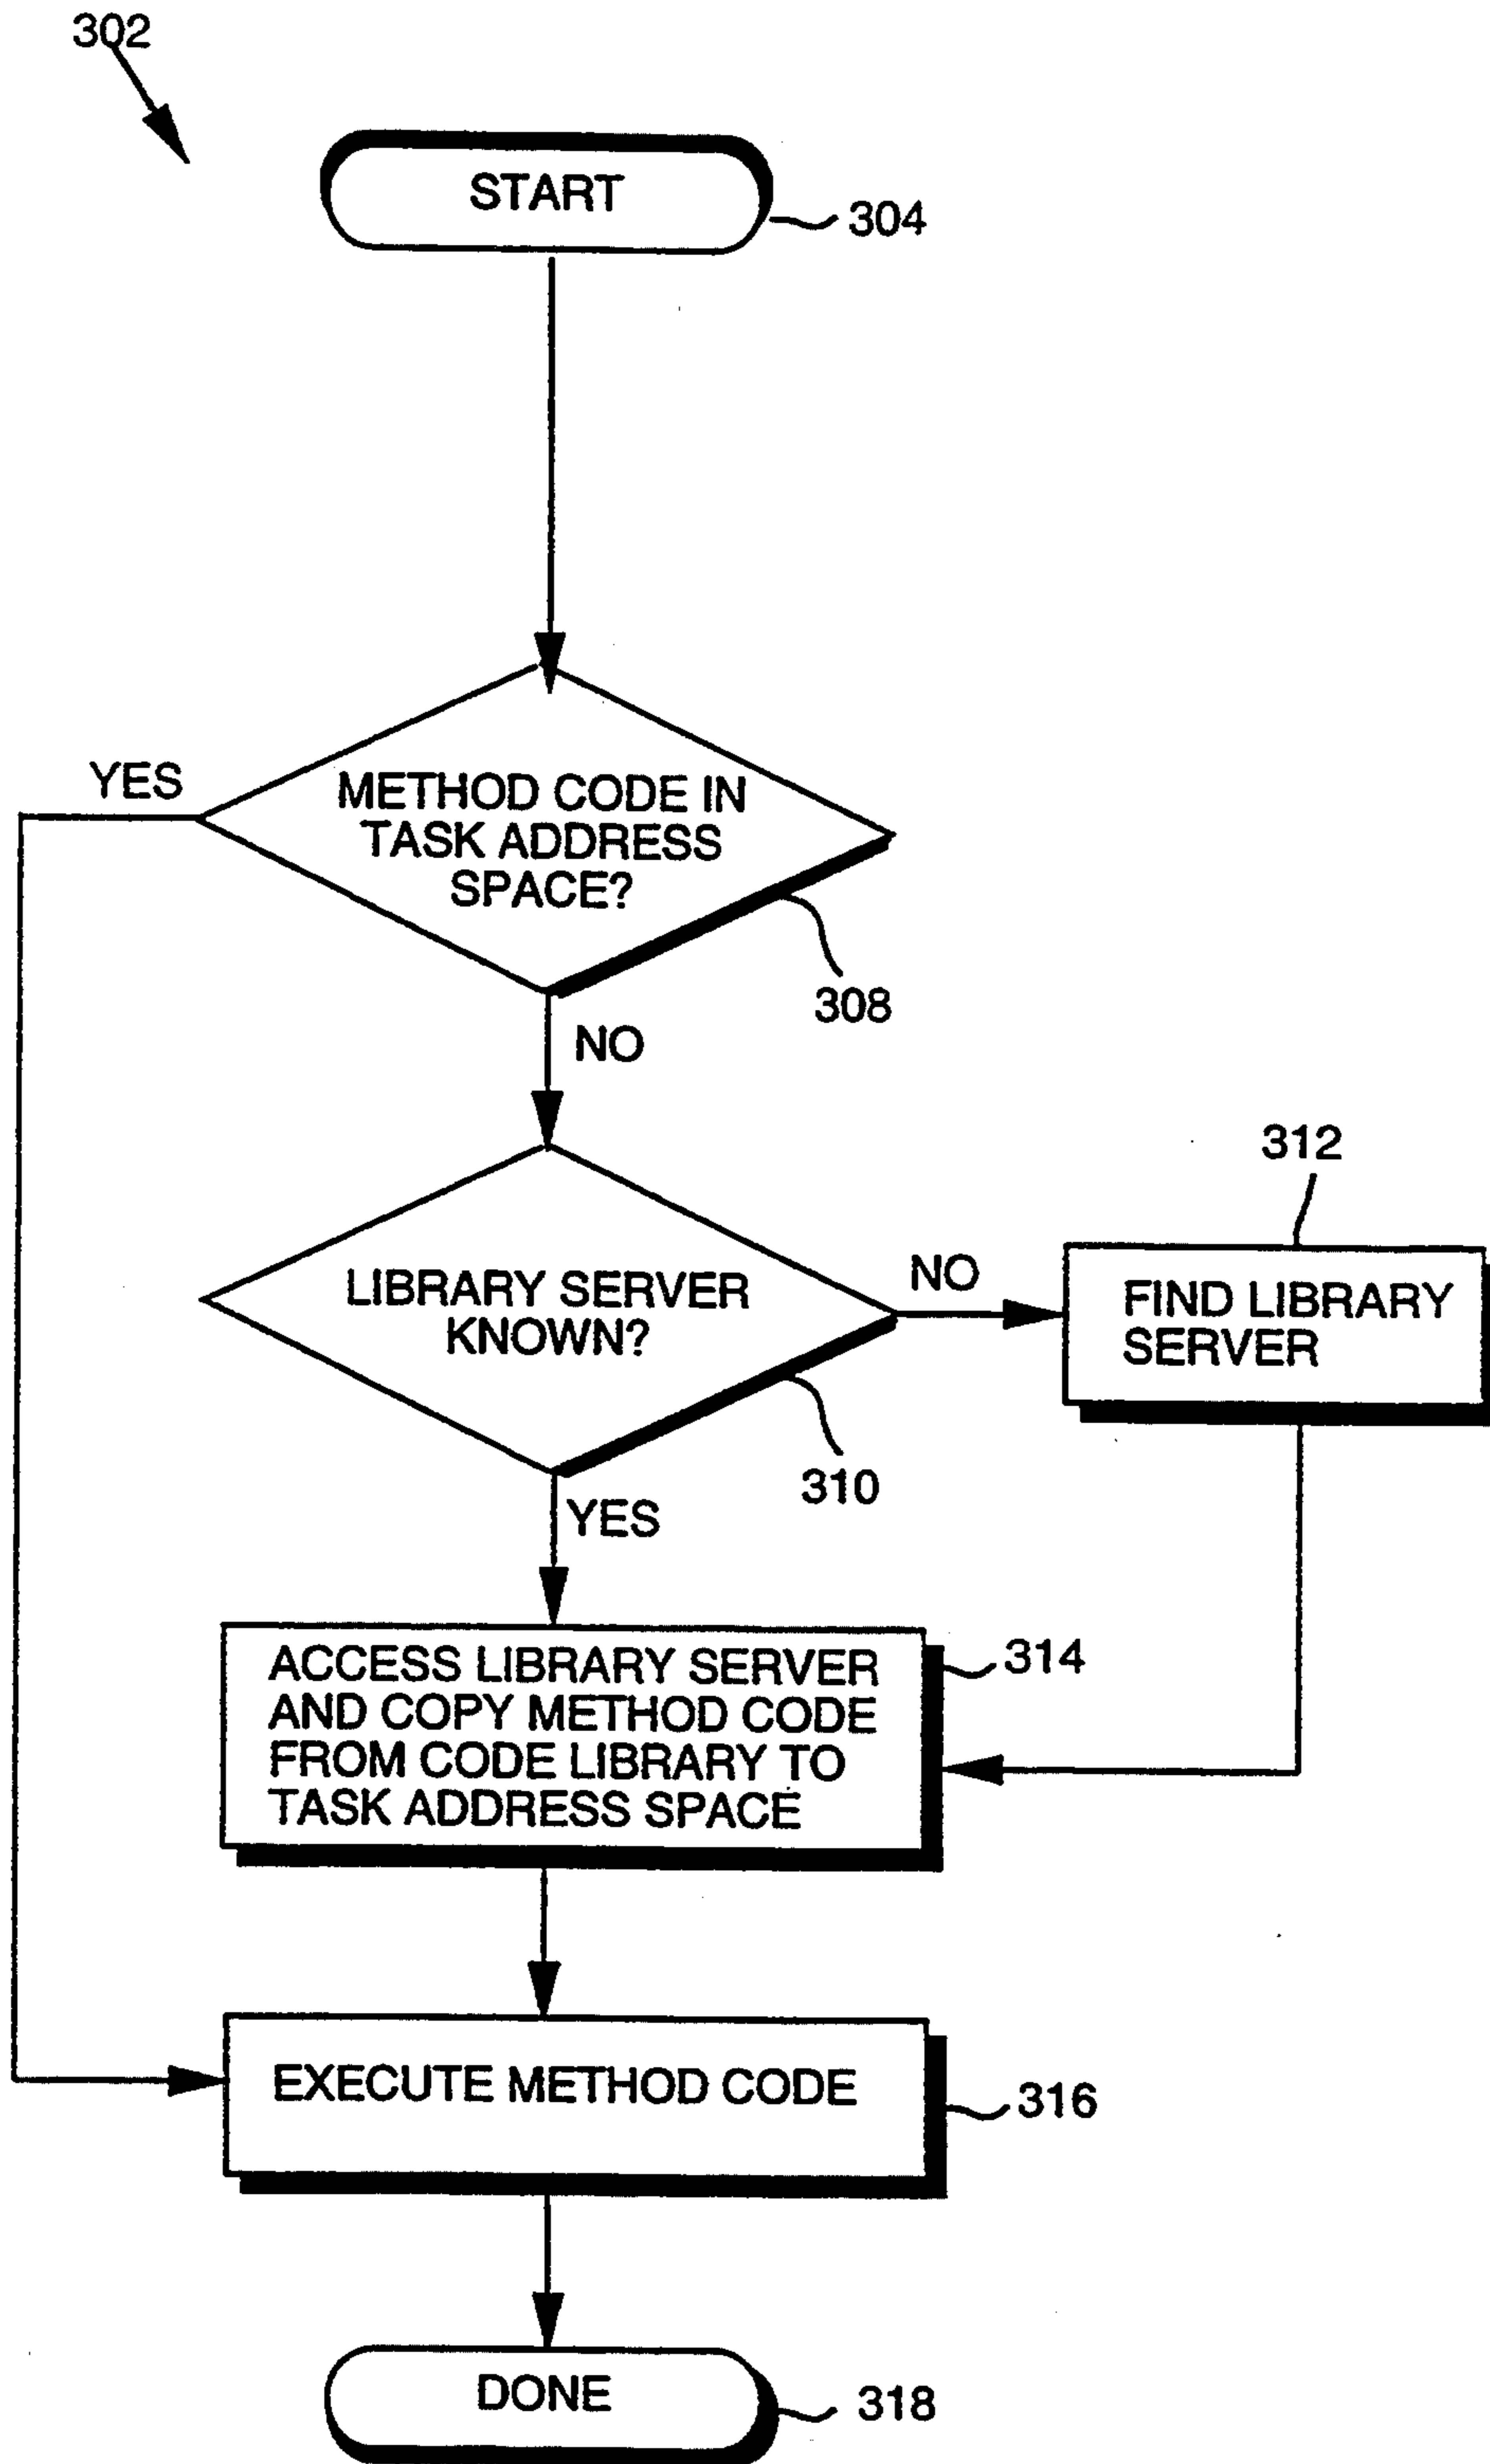 302
START
304
METHOD CODE IN
TASK ADDRESS
SPACE?
YES
308
NO
LIBRARY SERVER
KNOWN?
310
NO
312
FIND LIBRARY
SERVER
YES
ACCESS LIBRARY SERVER
AND COPY METHOD CODE
FROM CODE LIBRARY TO
TASK ADDRESS SPACE
314
EXECUTE METHOD CODE
316
DONE
318